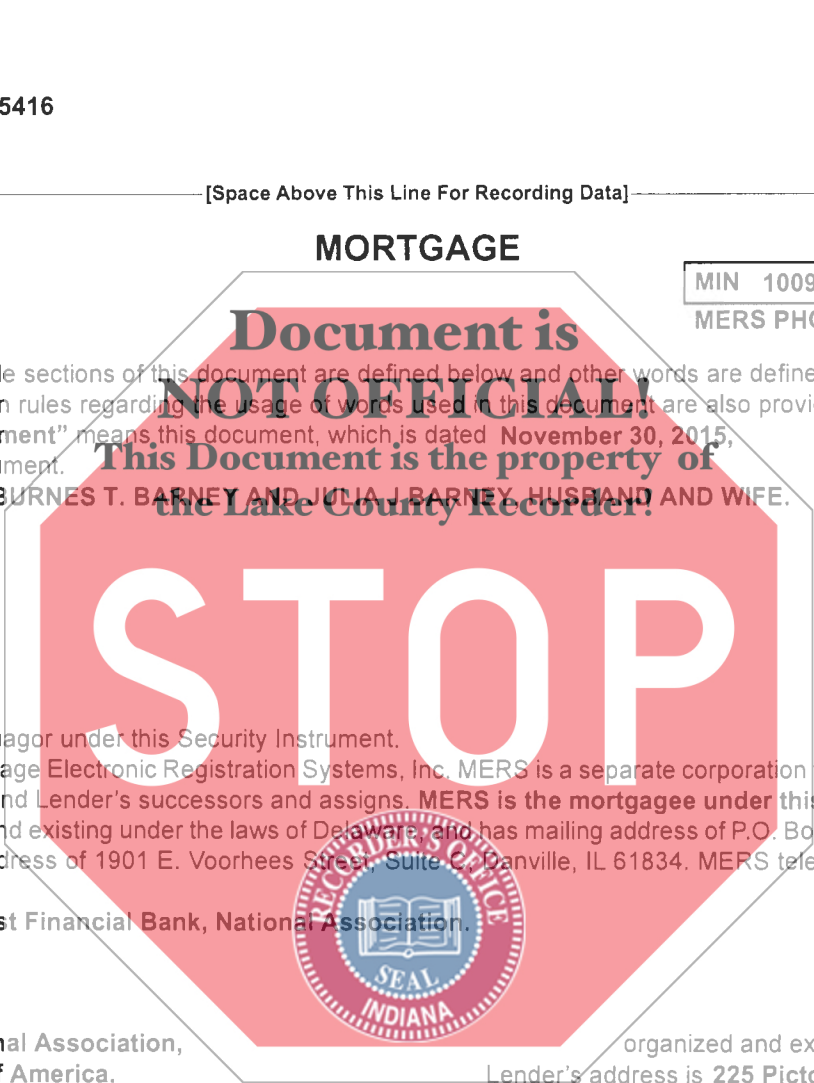 5416
[Space Above This Line For Recording Data]
MORTGAGE
MIN 1009
MERS PHO
Document is
e sections of this document are defined below and other words are define
NOT OFFICIAL!
n rules regarding the usage of words used in this document are also provi
ment” means this document, which is dated November 30, 2015,
This Document is the property of
ument.
BURNES T. BARNEY AND JULIA J BARNEY, HUSBAND AND WIFE.
the Lake County Recorder!
STOP
agor under this Security Instrument.
age Electronic Registration Systems, Inc. MERS is a separate corporation
nd Lender's successors and assigns. MERS is the mortgagee under this
nd existing under the laws of Delaware, and has mailing address of P.O. Bo
dress of 1901 E. Voorhees Street, Suite C, Danville, IL 61834. MERS tele
RECORDER'S OFFICE
st Financial Bank, National Association.
SEAL
INDIANA
nal Association,
organized and ex
f America.
Lender's address is 225 Picto